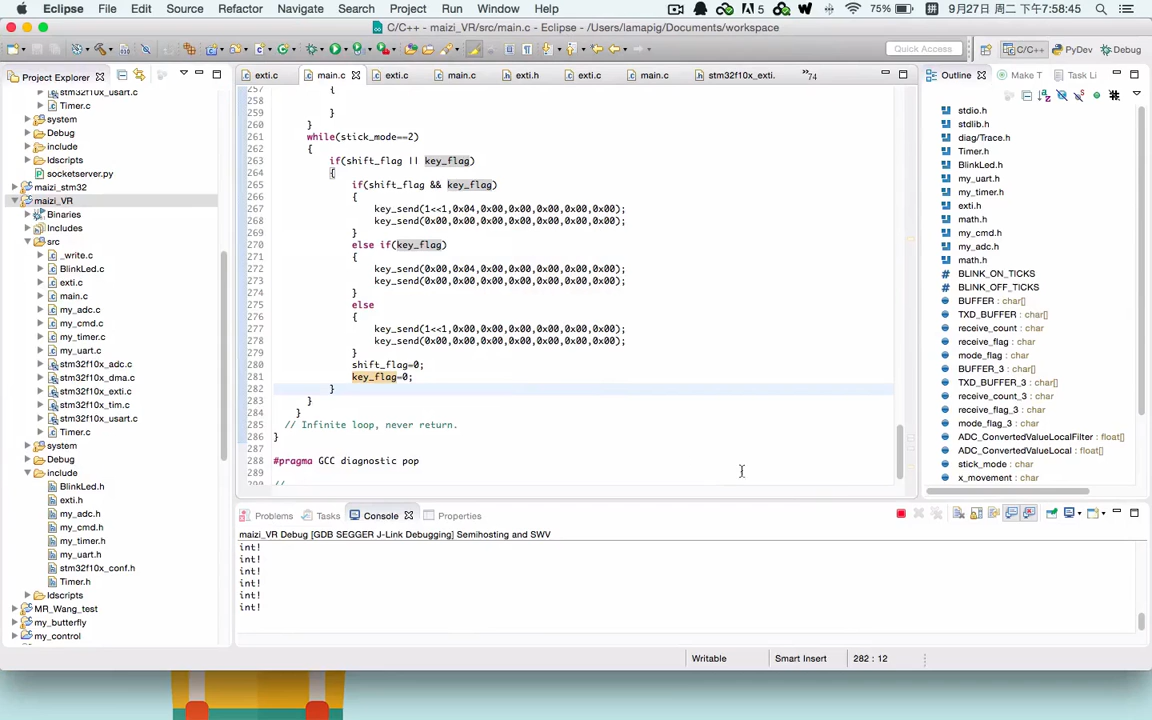 Eclipse File Edit Source Refactor Navigate Search Project Run Window Help 5 75% 拼 9月27日 周二 下午7:58:45
C/C++ - maizi_VR/src/main.c - Eclipse - /Users/lamapig/Documents/workspace
Quick Access C/C++ PyDev Debug
Project Explorer
stm32f10x_usart.c
Timer.c
system
Debug
include
ldscripts
socketserver.py
maizi_stm32
maizi_VR
Binaries
Includes
src
_write.c
BlinkLed.c
exti.c
main.c
my_adc.c
my_cmd.c
my_timer.c
my_uart.c
stm32f10x_adc.c
stm32f10x_dma.c
stm32f10x_exti.c
stm32f10x_tim.c
stm32f10x_usart.c
Timer.c
system
Debug
include
BlinkLed.h
exti.h
my_adc.h
my_cmd.h
my_timer.h
my_uart.h
stm32f10x_conf.h
Timer.h
ldscripts
MR_Wang_test
my_butterfly
my_control
exti.c main.c exti.c main.c exti.h exti.c main.c stm32f10x_exti. »74
257 {
258
259 }
260 }
261 while(stick_mode==2)
262 {
263 if(shift_flag || key_flag)
264 {
265 if(shift_flag && key_flag)
266 {
267 key_send(1<<1,0x04,0x00,0x00,0x00,0x00,0x00);
268 key_send(0x00,0x00,0x00,0x00,0x00,0x00,0x00);
269 }
270 else if(key_flag)
271 {
272 key_send(0x00,0x04,0x00,0x00,0x00,0x00,0x00);
273 key_send(0x00,0x00,0x00,0x00,0x00,0x00,0x00);
274 }
275 else
276 {
277 key_send(1<<1,0x00,0x00,0x00,0x00,0x00,0x00);
278 key_send(0x00,0x00,0x00,0x00,0x00,0x00,0x00);
279 }
280 shift_flag=0;
281 key_flag=0;
282 }
283 }
284 }
285 // Infinite loop, never return.
286 }
287
288 #pragma GCC diagnostic pop
289
290 //
Outline Make T Task Li
stdio.h
stdlib.h
diag/Trace.h
Timer.h
BlinkLed.h
my_uart.h
my_timer.h
exti.h
math.h
my_cmd.h
my_adc.h
math.h
BLINK_ON_TICKS
BLINK_OFF_TICKS
BUFFER : char[]
TXD_BUFFER : char[]
receive_count : char
receive_flag : char
mode_flag : char
BUFFER_3 : char[]
TXD_BUFFER_3 : char[]
receive_count_3 : char
receive_flag_3 : char
mode_flag_3 : char
ADC_ConvertedValueLocalFilter : float[]
ADC_ConvertedValueLocal : float[]
stick_mode : char
x_movement : char
Problems Tasks Console Properties
maizi_VR Debug [GDB SEGGER J-Link Debugging] Semihosting and SWV
int!
int!
int!
int!
int!
int!
Writable Smart Insert 282 : 12